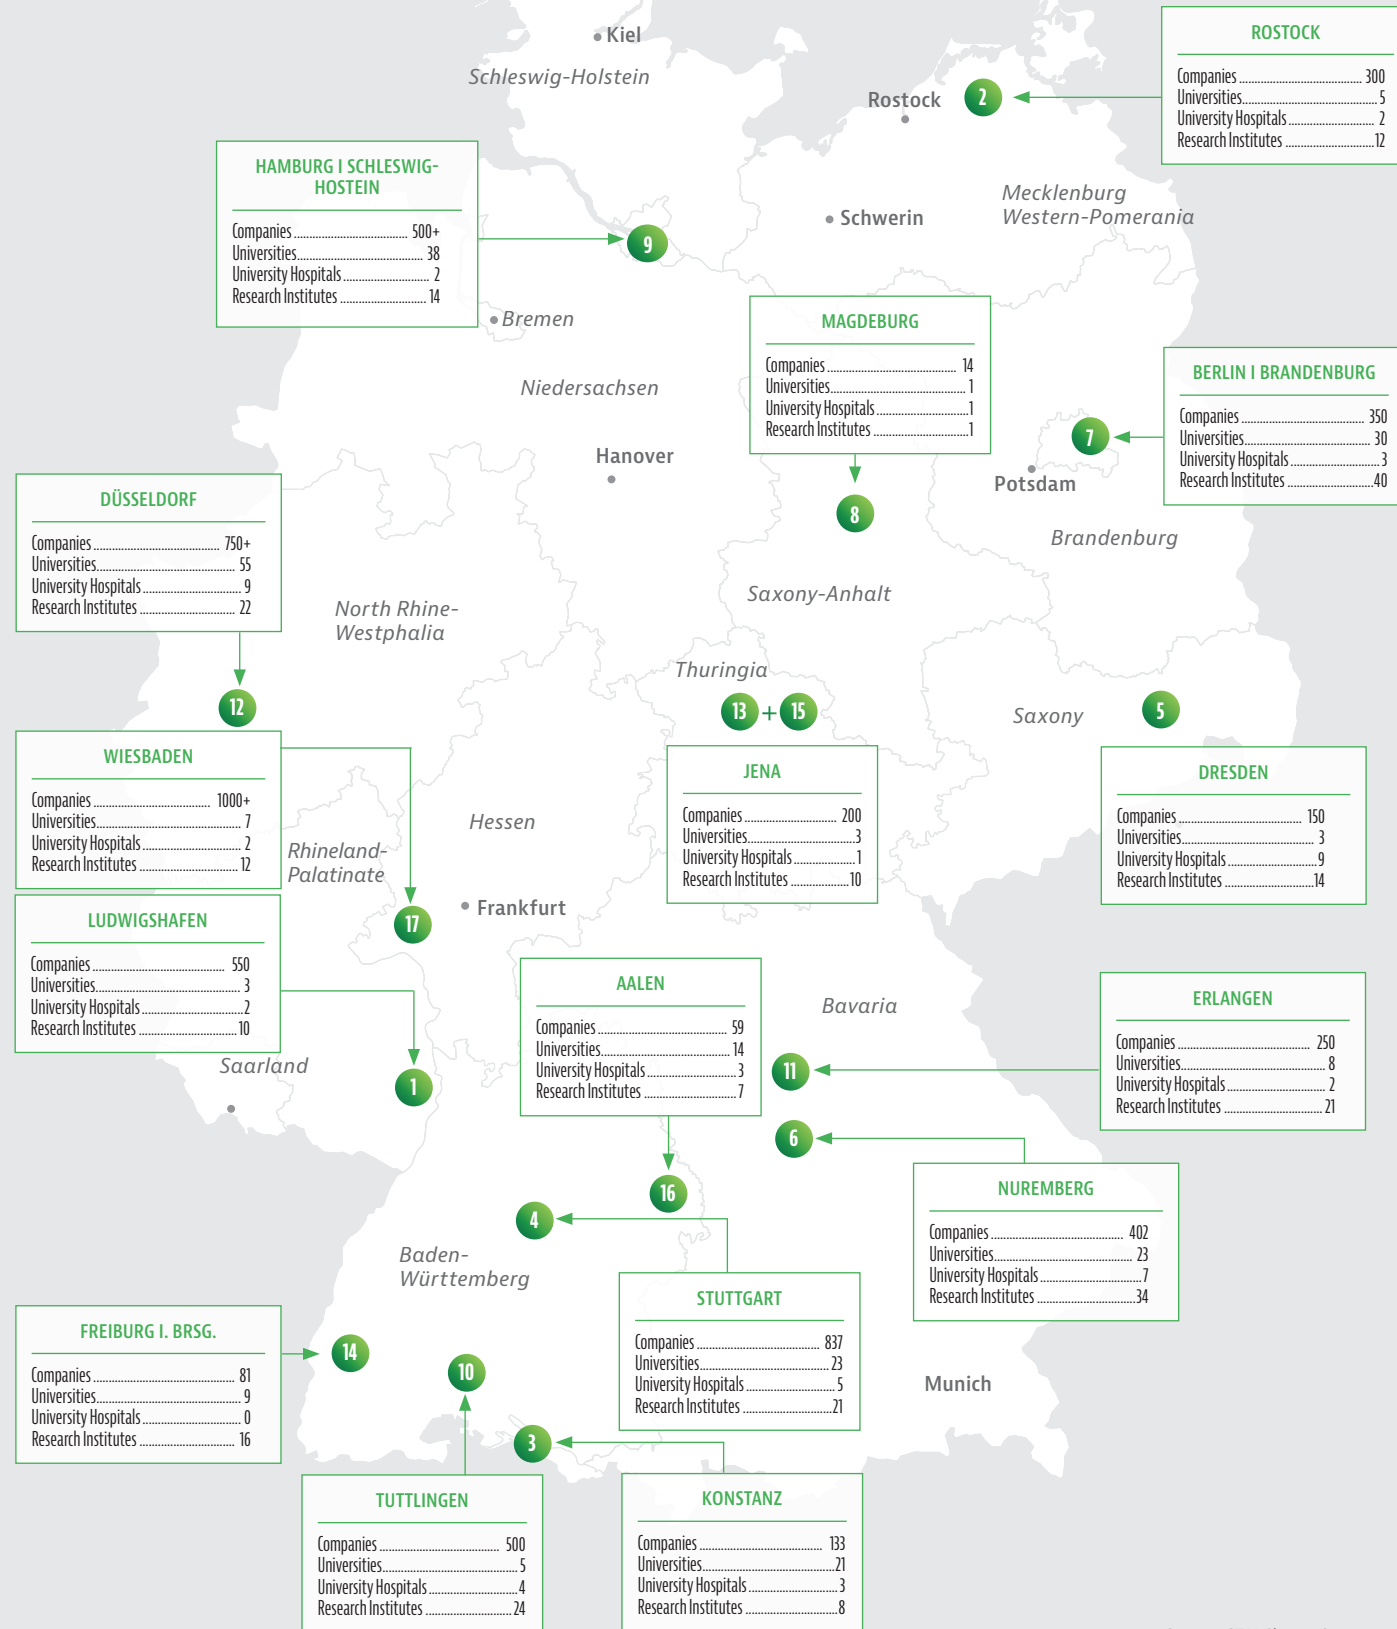 Kiel
Schleswig-Holstein
Rostock
2
ROSTOCK
Companies 300
Universities 5
University Hospitals 2
Research Institutes 12
HAMBURG I SCHLESWIG-
HOSTEIN
Companies 500+
Universities 38
University Hospitals 2
Research Institutes 14
9
Schwerin
Mecklenburg
Western-Pomerania
Bremen
Niedersachsen
Hanover
MAGDEBURG
Companies 14
Universities 1
University Hospitals 1
Research Institutes 1
8
BERLIN I BRANDENBURG
Companies 350
Universities 30
University Hospitals 3
Research Institutes 40
7
Potsdam
Brandenburg
DÜSSELDORF
Companies 750+
Universities 55
University Hospitals 9
Research Institutes 22
12
North Rhine-
Westphalia
Saxony-Anhalt
Thuringia
13 + 15
Saxony
5
WIESBADEN
Companies 1000+
Universities 7
University Hospitals 2
Research Institutes 12
17
JENA
Companies 200
Universities 3
University Hospitals 1
Research Institutes 10
DRESDEN
Companies 150
Universities 3
University Hospitals 9
Research Institutes 14
Hessen
Rhineland-
Palatinate
Frankfurt
LUDWIGSHAFEN
Companies 550
Universities 3
University Hospitals 2
Research Institutes 10
1
Saarland
AALEN
Companies 59
Universities 14
University Hospitals 3
Research Institutes 7
16
Bavaria
ERLANGEN
Companies 250
Universities 8
University Hospitals 2
Research Institutes 21
11
6
NUREMBERG
Companies 402
Universities 23
University Hospitals 7
Research Institutes 34
4
Baden-
Württemberg
STUTTGART
Companies 837
Universities 23
University Hospitals 5
Research Institutes 21
FREIBURG I. BRSG.
Companies 81
Universities 9
University Hospitals 0
Research Institutes 16
14
10
Munich
3
TUTTLINGEN
Companies 500
Universities 5
University Hospitals 4
Research Institutes 24
KONSTANZ
Companies 133
Universities 21
University Hospitals 3
Research Institutes 8